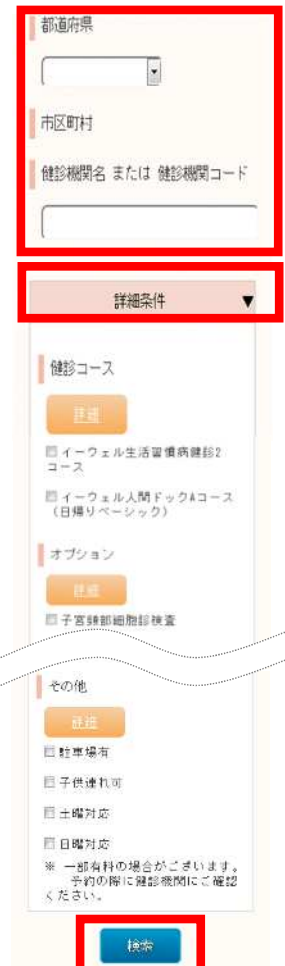 都道府県
市区町村
健診機関名 または 健診機関コード
詳細条件 ▼
健診コース
詳細
イーウェル生活習慣病健診2
コース
イーウェル人間ドックAコース
(日帰りベーシック)
オプション
詳細
子宮頸部細胞診検査
その他
詳細
駐車場有
子供連れ可
土曜対応
日曜対応
※ 一部有料の場合がございます。
予約の際に健診機関にご確認
ください。
検索